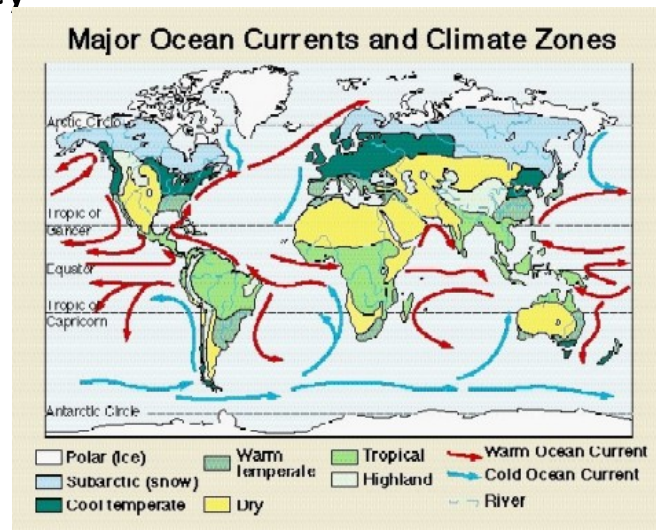 Major Ocean Currents and Climate Zones
Arctic Circle
Tropic of
Cancer
Equator
Tropic of
Capricorn
Antarctic Circle
Polar (Ice)
Subarctic (snow)
Cool temperate
Warm
temperate
Dry
Tropical
Highland
Warm Ocean Current
Cold Ocean Current
River